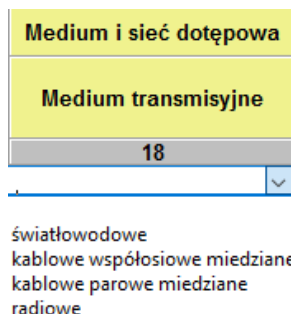 Medium i sieć dotępowa
Medium transmisyjne
18
.
światłowodowe
kablowe współosiowe miedziane
kablowe parowe miedziane
radiowe